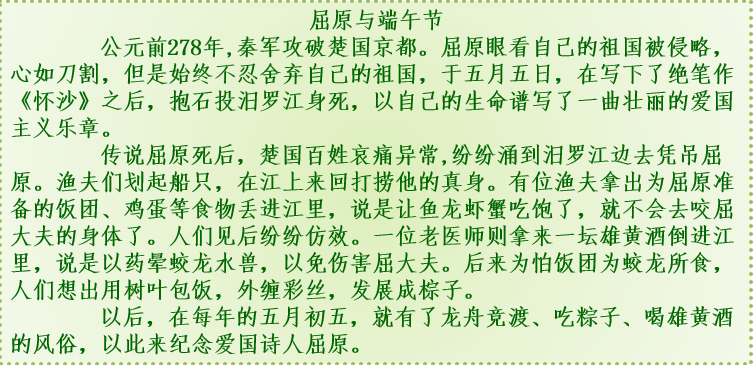 屈原与端午节
公元前278年,秦军攻破楚国京都。屈原眼看自己的祖国被侵略，
心如刀割，但是始终不忍舍弃自己的祖国，于五月五日，在写下了绝笔作
《怀沙》之后，抱石投汨罗江身死，以自己的生命谱写了一曲壮丽的爱国
主义乐章。
传说屈原死后，楚国百姓哀痛异常,纷纷涌到汨罗江边去凭吊屈
原。渔夫们划起船只，在江上来回打捞他的真身。有位渔夫拿出为屈原准
备的饭团、鸡蛋等食物丢进江里，说是让鱼龙虾蟹吃饱了，就不会去咬屈
大夫的身体了。人们见后纷纷仿效。一位老医师则拿来一坛雄黄酒倒进江
里，说是以药晕蛟龙水兽，以免伤害屈大夫。后来为怕饭团为蛟龙所食，
人们想出用树叶包饭，外缠彩丝，发展成棕子。
以后，在每年的五月初五，就有了龙舟竞渡、吃粽子、喝雄黄酒
的风俗，以此来纪念爱国诗人屈原。